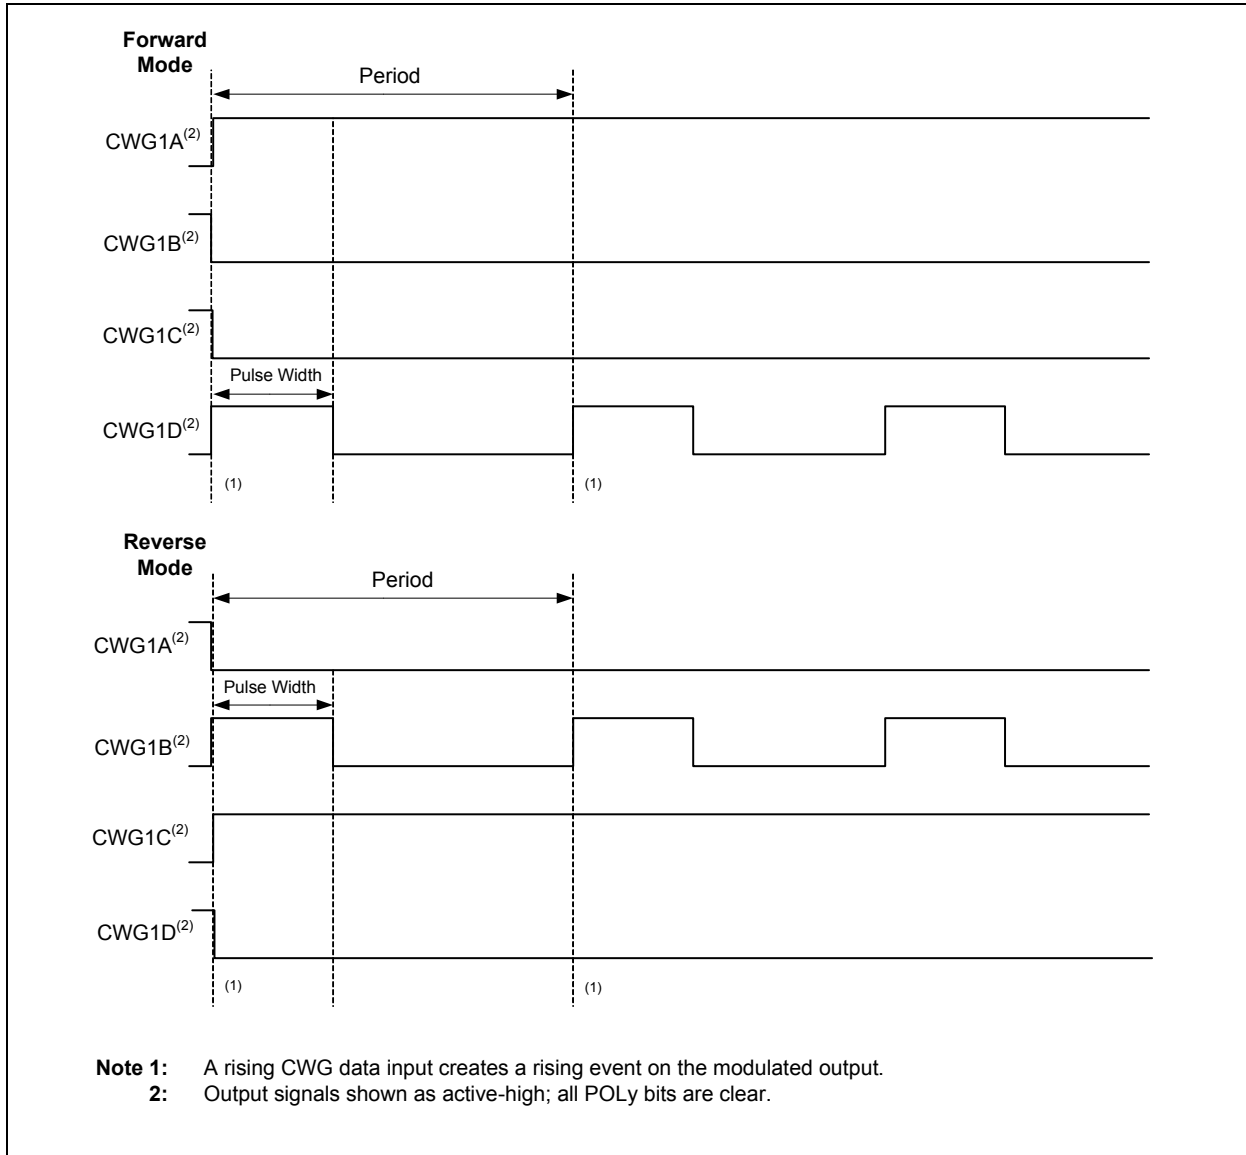 Forward
Mode
Period
CWG1A(2)
CWG1B(2)
CWG1C(2)
Pulse Width
CWG1D(2)
(1) (1)
Reverse
Mode
Period
CWG1A(2)
Pulse Width
CWG1B(2)
CWG1C(2)
CWG1D(2)
(1) (1)
Note 1: A rising CWG data input creates a rising event on the modulated output.
2: Output signals shown as active-high; all POLy bits are clear.